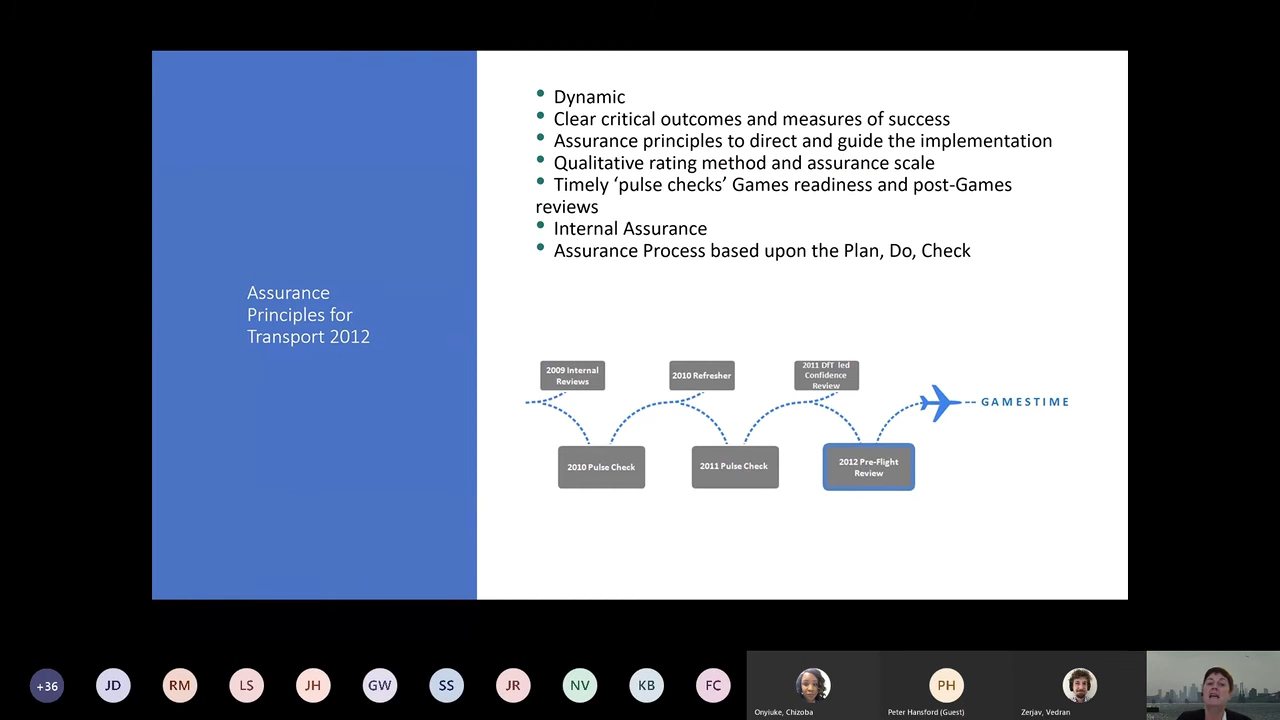 Assurance
Principles for
Transport 2012
Dynamic
Clear critical outcomes and measures of success
Assurance principles to direct and guide the implementation
Qualitative rating method and assurance scale
Timely ‘pulse checks’ Games readiness and post-Games
reviews
Internal Assurance
Assurance Process based upon the Plan, Do, Check
2009 Internal
Reviews
2010 Refresher
2011 DfT led
Confidence
Review
GAMESTIME
2010 Pulse Check
2011 Pulse Check
2012 Pre-Flight
Review
+36
JD
RM
LS
JH
GW
SS
JR
NV
KB
FC
Onyiuke, Chizoba
PH
Peter Hansford (Guest)
Zerjav, Vedran